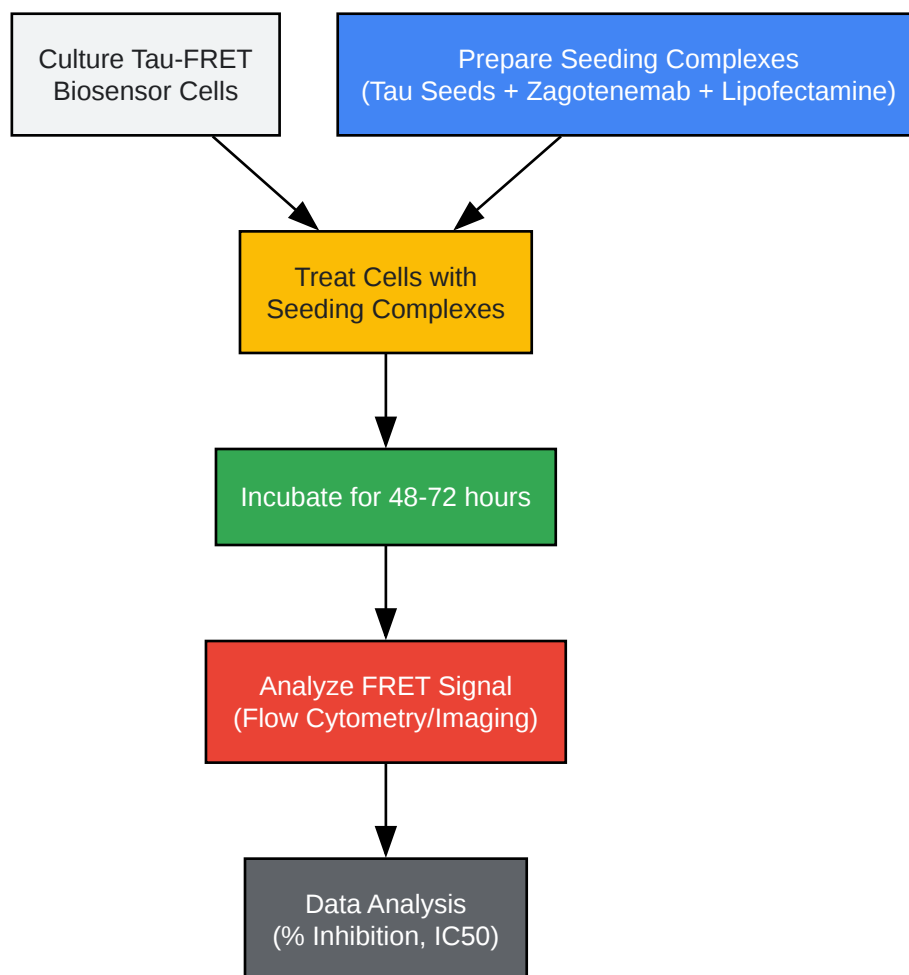 Culture Tau-FRET
Biosensor Cells
Prepare Seeding Complexes
(Tau Seeds + Zagotenemab + Lipofectamine)
Treat Cells with
Seeding Complexes
Incubate for 48-72 hours
Analyze FRET Signal
(Flow Cytometry/Imaging)
Data Analysis
(% Inhibition, IC50)